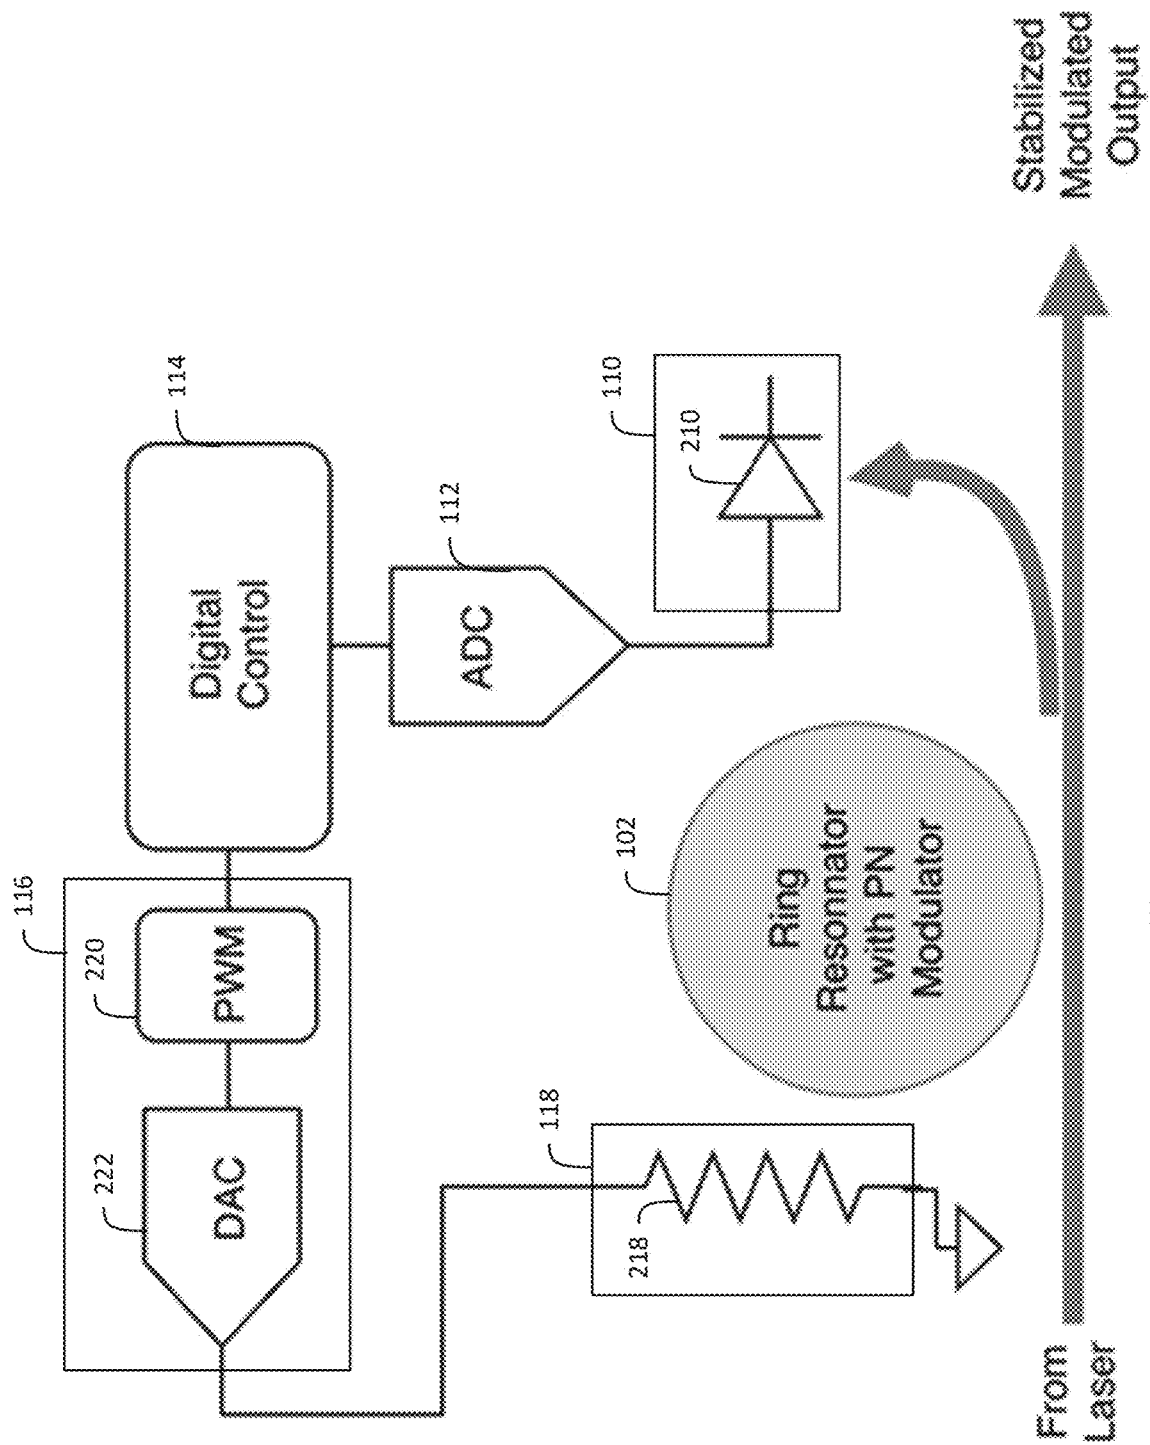 116
222
DAC
220
PWM
Digital
Control
114
118
218
102
Ring
Resonnator
with PN
Modulator
ADC
112
110
210
From
Laser
Stabilized
Modulated
Output